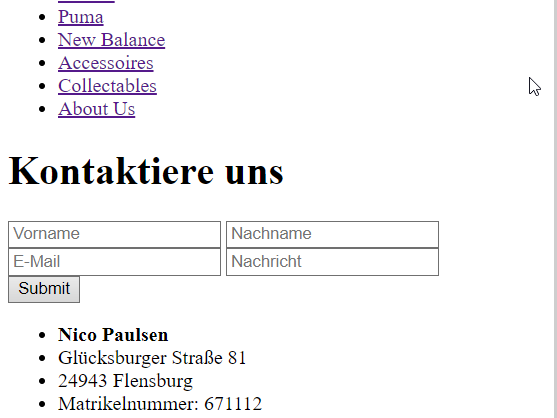 Puma
New Balance
Accessoires
Collectables
About Us
Kontaktiere uns
Vorname Nachname
E-Mail Nachricht
Submit
Nico Paulsen
Glücksburger Straße 81
24943 Flensburg
Matrikelnummer: 671112